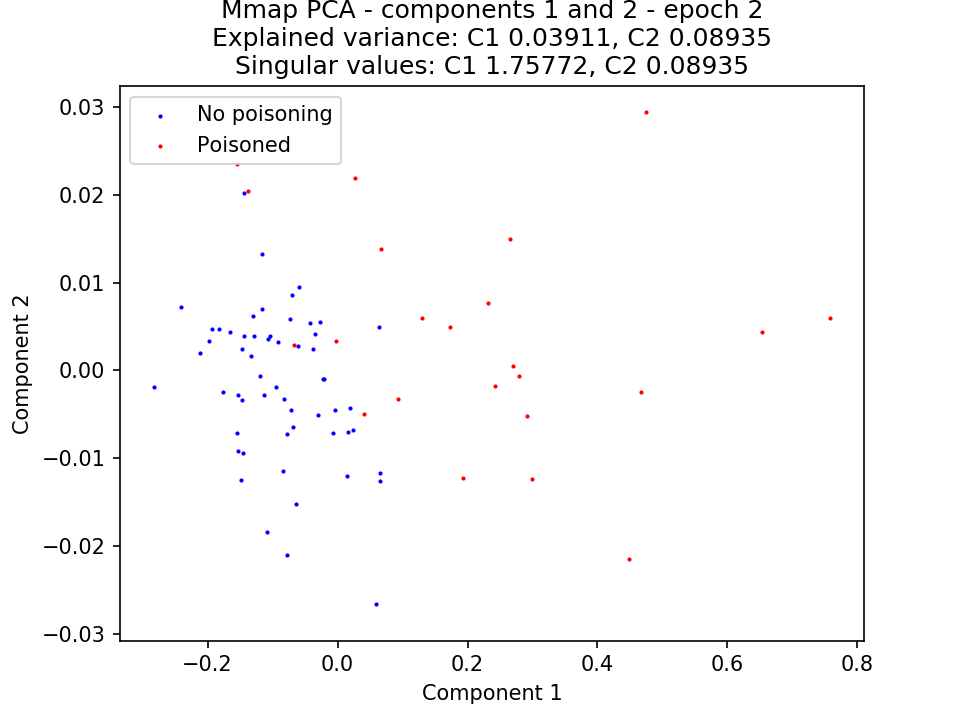 Mmap PCA - components 1 and 2 - epoch 2
Explained variance: C1 0.03911, C2 0.08935
Singular values: C1 1.75772, C2 0.08935
No poisoning
Poisoned
0.03
0.02
0.01
0.00
−0.01
−0.02
−0.03
Component 2
−0.2
0.0
0.2
0.4
0.6
0.8
Component 1